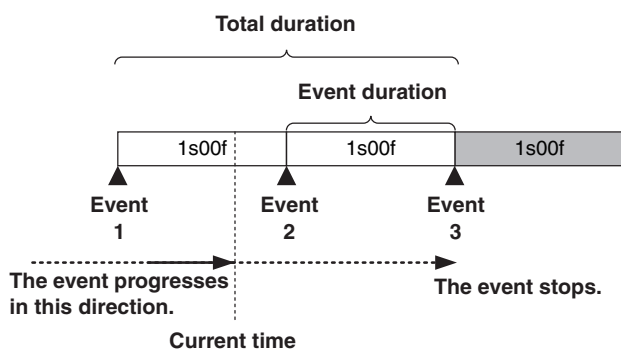 Total duration
Event duration
1s00f 1s00f 1s00f
Event
1
Event
2
Event
3
The event progresses
in this direction.
The event stops.
Current time